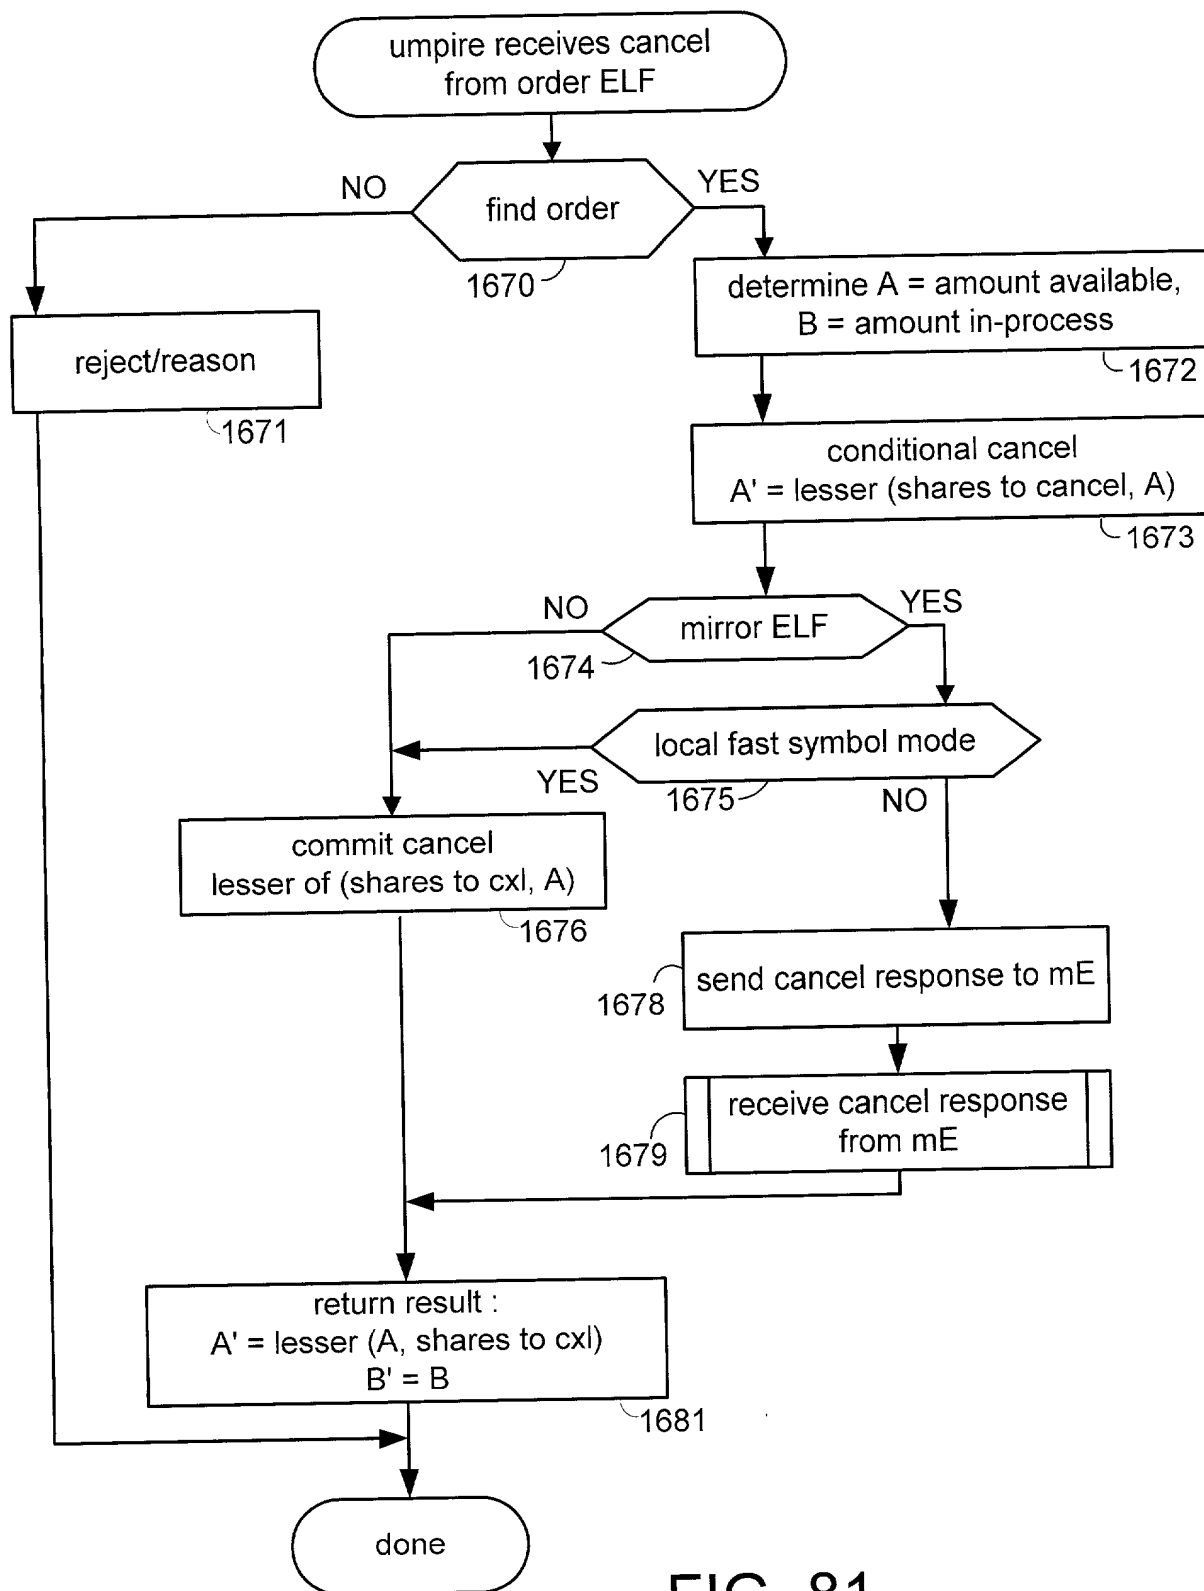 umpire receives cancel
from order ELF
NO
YES
find order
1670
determine A = amount available,
B = amount in-process
1672
reject/reason
1671
conditional cancel
A' = lesser (shares to cancel, A)
1673
NO
YES
mirror ELF
1674
local fast symbol mode
YES
1675
NO
commit cancel
lesser of (shares to cxl, A)
1676
send cancel response to mE
1678
receive cancel response
from mE
1679
return result :
A' = lesser (A, shares to cxl)
B' = B
1681
done
FIG. 81